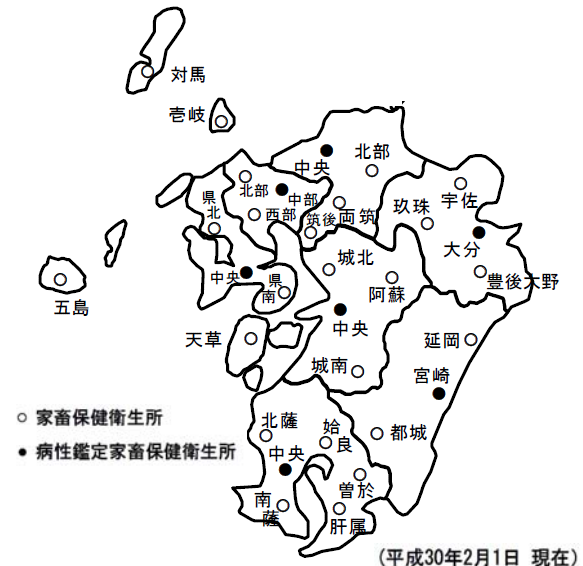 対馬
壱岐
中央
北部
北部
中部
県北
西部
筑後
両筑
玖珠
宇佐
大分
豊後大野
中央
県南
城北
阿蘇
五島
天草
中央
城南
延岡
宮崎
都城
○ 家畜保健衛生所
● 病性鑑定家畜保健衛生所
北薩
姶良
中央
曽於
南薩
肝属
(平成30年2月1日 現在)